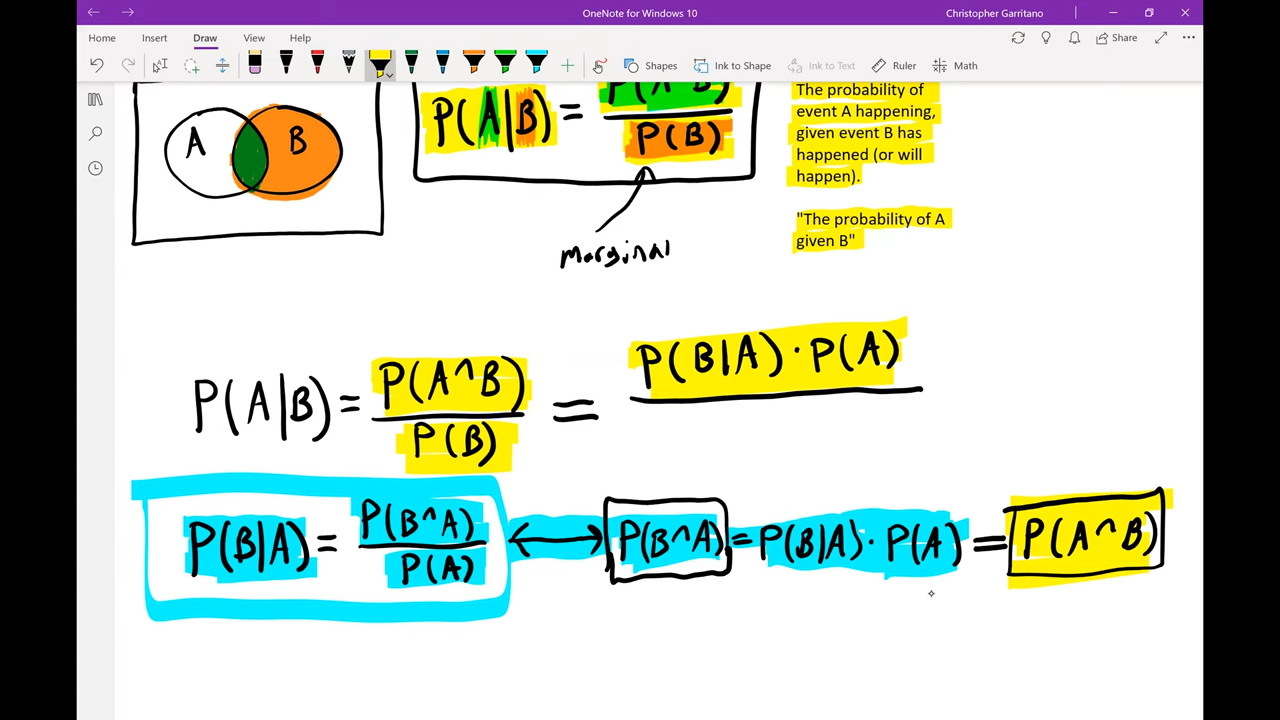 OneNote for Windows 10
Christopher Garritano
Home Insert Draw View Help
Share
Shapes Ink to Shape Ink to Text Ruler Math
A B
P(A|B) = P(A^B)
P(B)
marginal
The probability of
event A happening,
given event B has
happened (or will
happen).
"The probability of A
given B"
P(A|B) = P(A^B) = P(B|A) · P(A)
P(B)
P(B|A) = P(B^A) ↔ P(B^A) = P(B|A) · P(A) = P(A^B)
P(A)